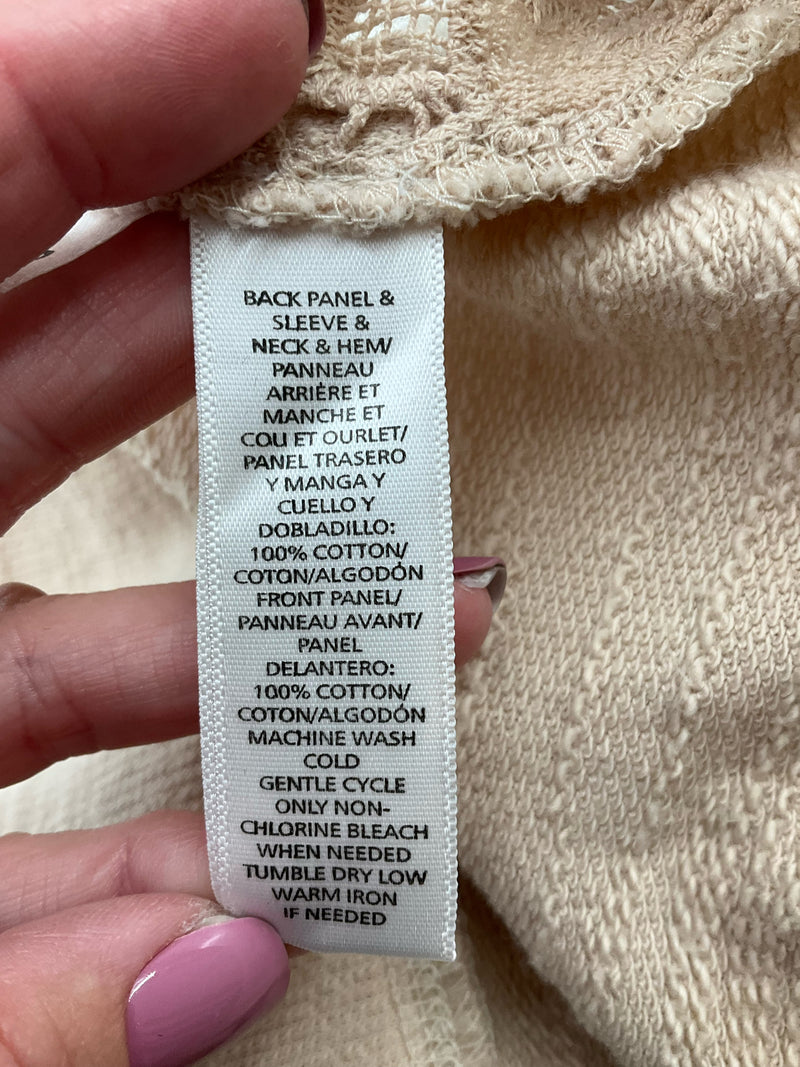 BACK PANEL &
SLEEVE &
NECK & HEM/
PANNEAU
ARRIÈRE ET
MANCHE ET
COU ET OURLET/
PANEL TRASERO
Y MANGA Y
CUELLO Y
DOBLADILLO:
100% COTTON/
COTON/ALGODÓN
FRONT PANEL/
PANNEAU AVANT/
PANEL
DELANTERO:
100% COTTON/
COTON/ALGODÓN
MACHINE WASH
COLD
GENTLE CYCLE
ONLY NON-
CHLORINE BLEACH
WHEN NEEDED
TUMBLE DRY LOW
WARM IRON
IF NEEDED